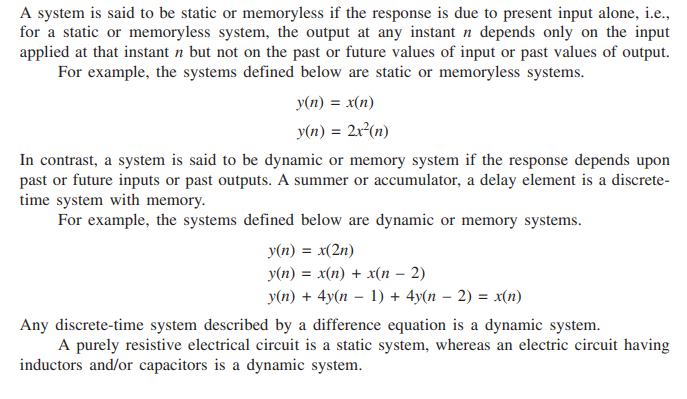 A system is said to be static or memoryless if the response is due to present input alone, i.e.,
for a static or memoryless system, the output at any instant n depends only on the input
applied at that instant n but not on the past or future values of input or past values of output.
For example, the systems defined below are static or memoryless systems.
y(n) = x(n)
y(n) = 2x²(n)
In contrast, a system is said to be dynamic or memory system if the response depends upon
past or future inputs or past outputs. A summer or accumulator, a delay element is a discrete-
time system with memory.
For example, the systems defined below are dynamic or memory systems.
y(n) = x(2n)
y(n) = x(n) + x(n – 2)
y(n) + 4y(n – 1) + 4y(n – 2) = x(n)
Any discrete-time system described by a difference equation is a dynamic system.
A purely resistive electrical circuit is a static system, whereas an electric circuit having
inductors and/or capacitors is a dynamic system.